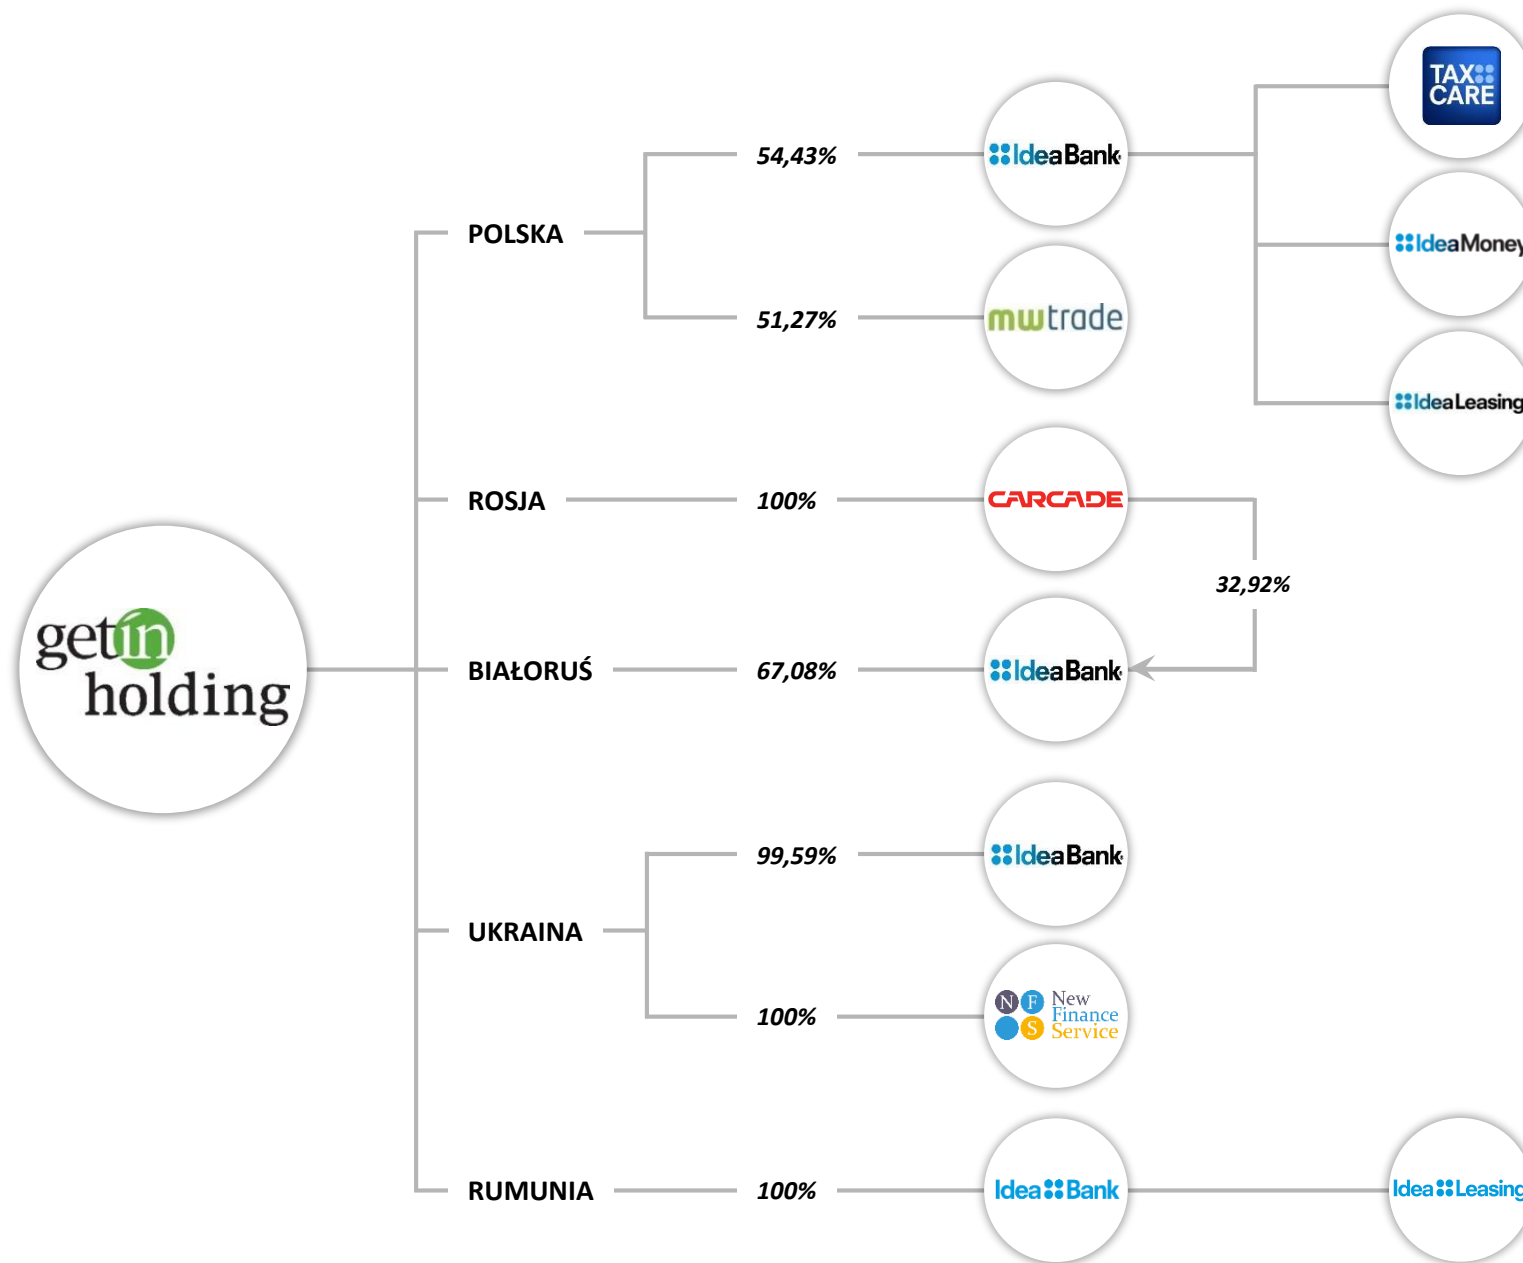 getin
holding
POLSKA
54,43%
IdeaBank
TAX
CARE
IdeaMoney
IdeaLeasing
51,27%
mwtrade
ROSJA
100%
CARCADE
32,92%
BIAŁORUŚ
67,08%
IdeaBank
UKRAINA
99,59%
IdeaBank
100%
N F S
New
Finance
Service
RUMUNIA
100%
Idea Bank
Idea Leasing